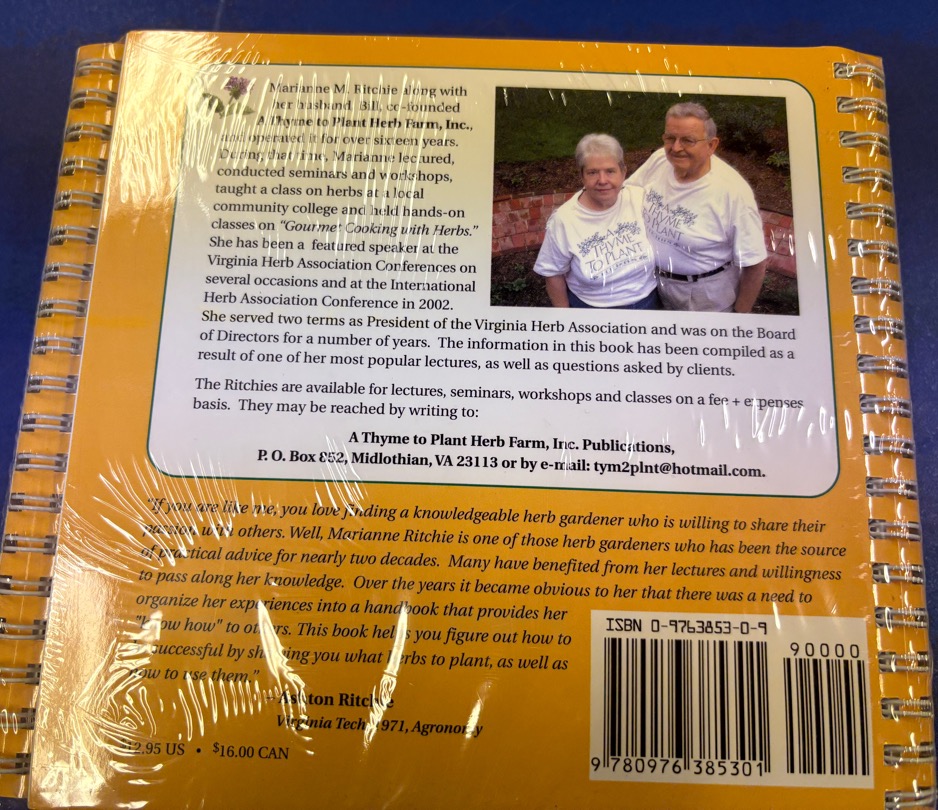 Marianne M. Ritchie along with
her husband, Bill, co-founded
A Thyme to Plant Herb Farm, Inc.,
and operated it for over sixteen years.
During that time, Marianne lectured,
conducted seminars and workshops,
taught a class on herbs at a local
community college and held hands-on
classes on "Gourmet Cooking with Herbs."
She has been a featured speaker at the
Virginia Herb Association Conferences on
several occasions and at the International
Herb Association Conference in 2002.
She served two terms as President of the Virginia Herb Association and was on the Board
of Directors for a number of years. The information in this book has been compiled as a
result of one of her most popular lectures, as well as questions asked by clients.
A
THYME
TO PLANT
A
THYME
PLANT
The Ritchies are available for lectures, seminars, workshops and classes on a fee + expenses
basis. They may be reached by writing to:
A Thyme to Plant Herb Farm, Inc. Publications,
P. O. Box 852, Midlothian, VA 23113 or by e-mail: tym2plnt@hotmail.com.
"If you are like me, you love finding a knowledgeable herb gardener who is willing to share their
passion with others. Well, Marianne Ritchie is one of those herb gardeners who has been the source
of practical advice for nearly two decades. Many have benefited from her lectures and willingness
to pass along her knowledge. Over the years it became obvious to her that there was a need to
organize her experiences into a handbook that provides her
"know how" to others. This book helps you figure out how to
successful by showing you what herbs to plant, as well as
how to use them."
– Ashton Ritchie
Virginia Tech 1971, Agronomy
12.95 US • $16.00 CAN
ISBN 0-9763853-0-9
90000
9 780976 385301